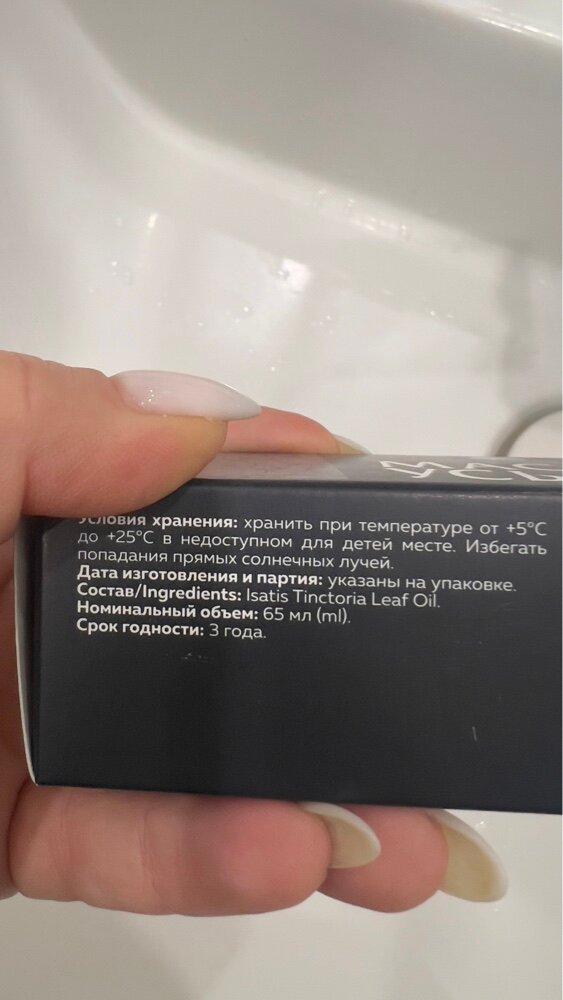 МАС
УСЬ
Условия хранения: хранить при температуре от +5°C
до +25°C в недоступном для детей месте. Избегать
попадания прямых солнечных лучей.
Дата изготовления и партия: указаны на упаковке.
Состав/Ingredients: Isatis Tinctoria Leaf Oil.
Номинальный объем: 65 мл (ml).
Срок годности: 3 года.